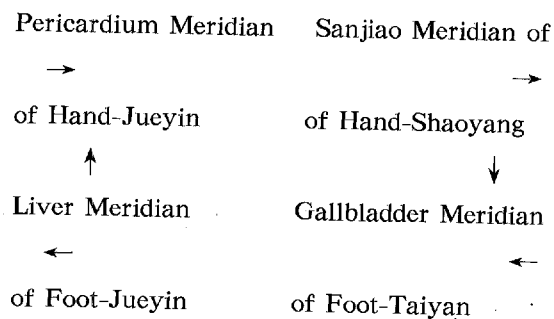 Pericardium Meridian Sanjiao Meridian of
→ →
of Hand-Jueyin of Hand-Shaoyang
↑ ↓
Liver Meridian Gallbladder Meridian
← ←
of Foot-Jueyin of Foot-Taiyan